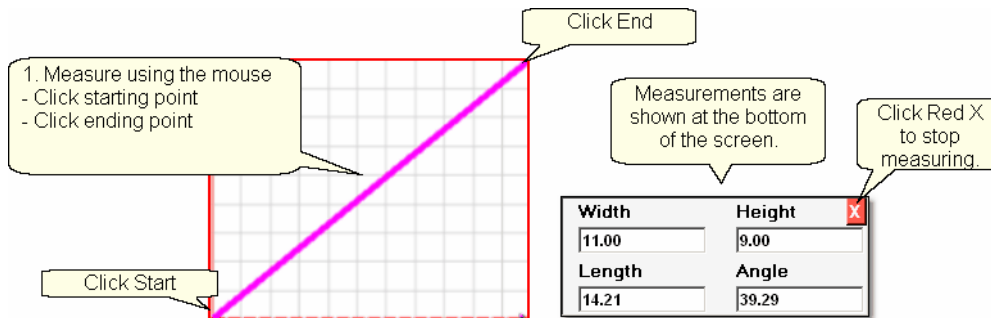 Click End
1. Measure using the mouse
- Click starting point
- Click ending point
Measurements are
shown at the bottom
of the screen.
Click Red X
to stop
measuring.
Width Height X
11.00 9.00
Length Angle
14.21 39.29
Click Start